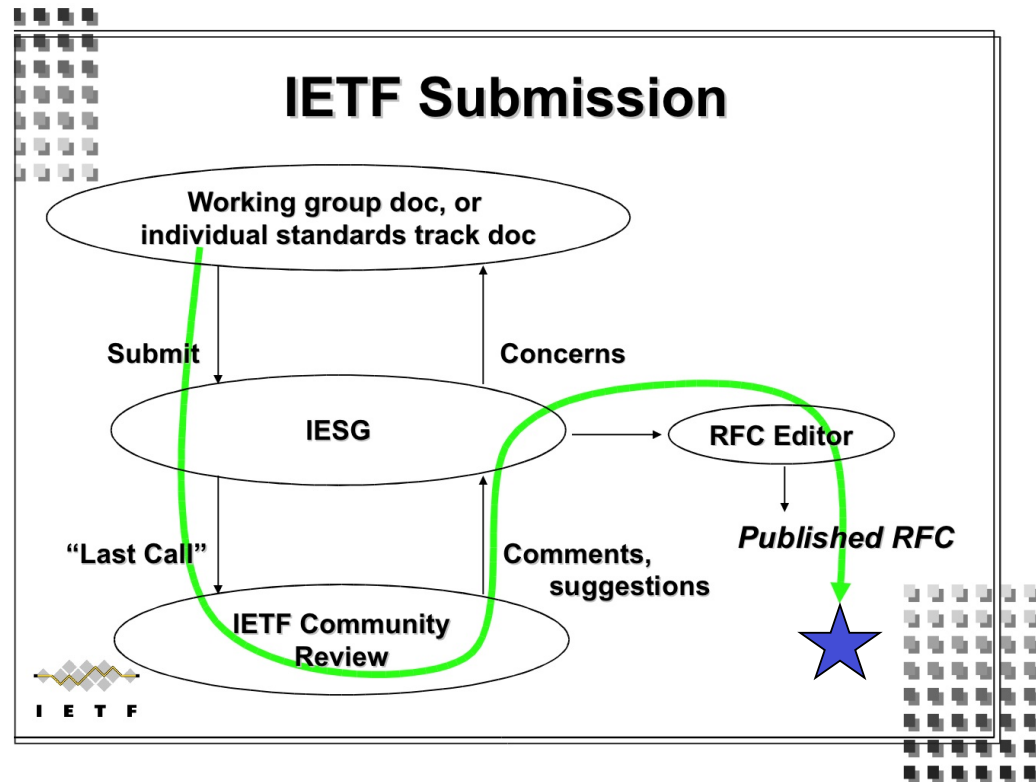 IETF Submission
Working group doc, or
individual standards track doc
Submit
Concerns
IESG
RFC Editor
Published RFC
“Last Call”
Comments,
suggestions
IETF Community
Review
I E T F